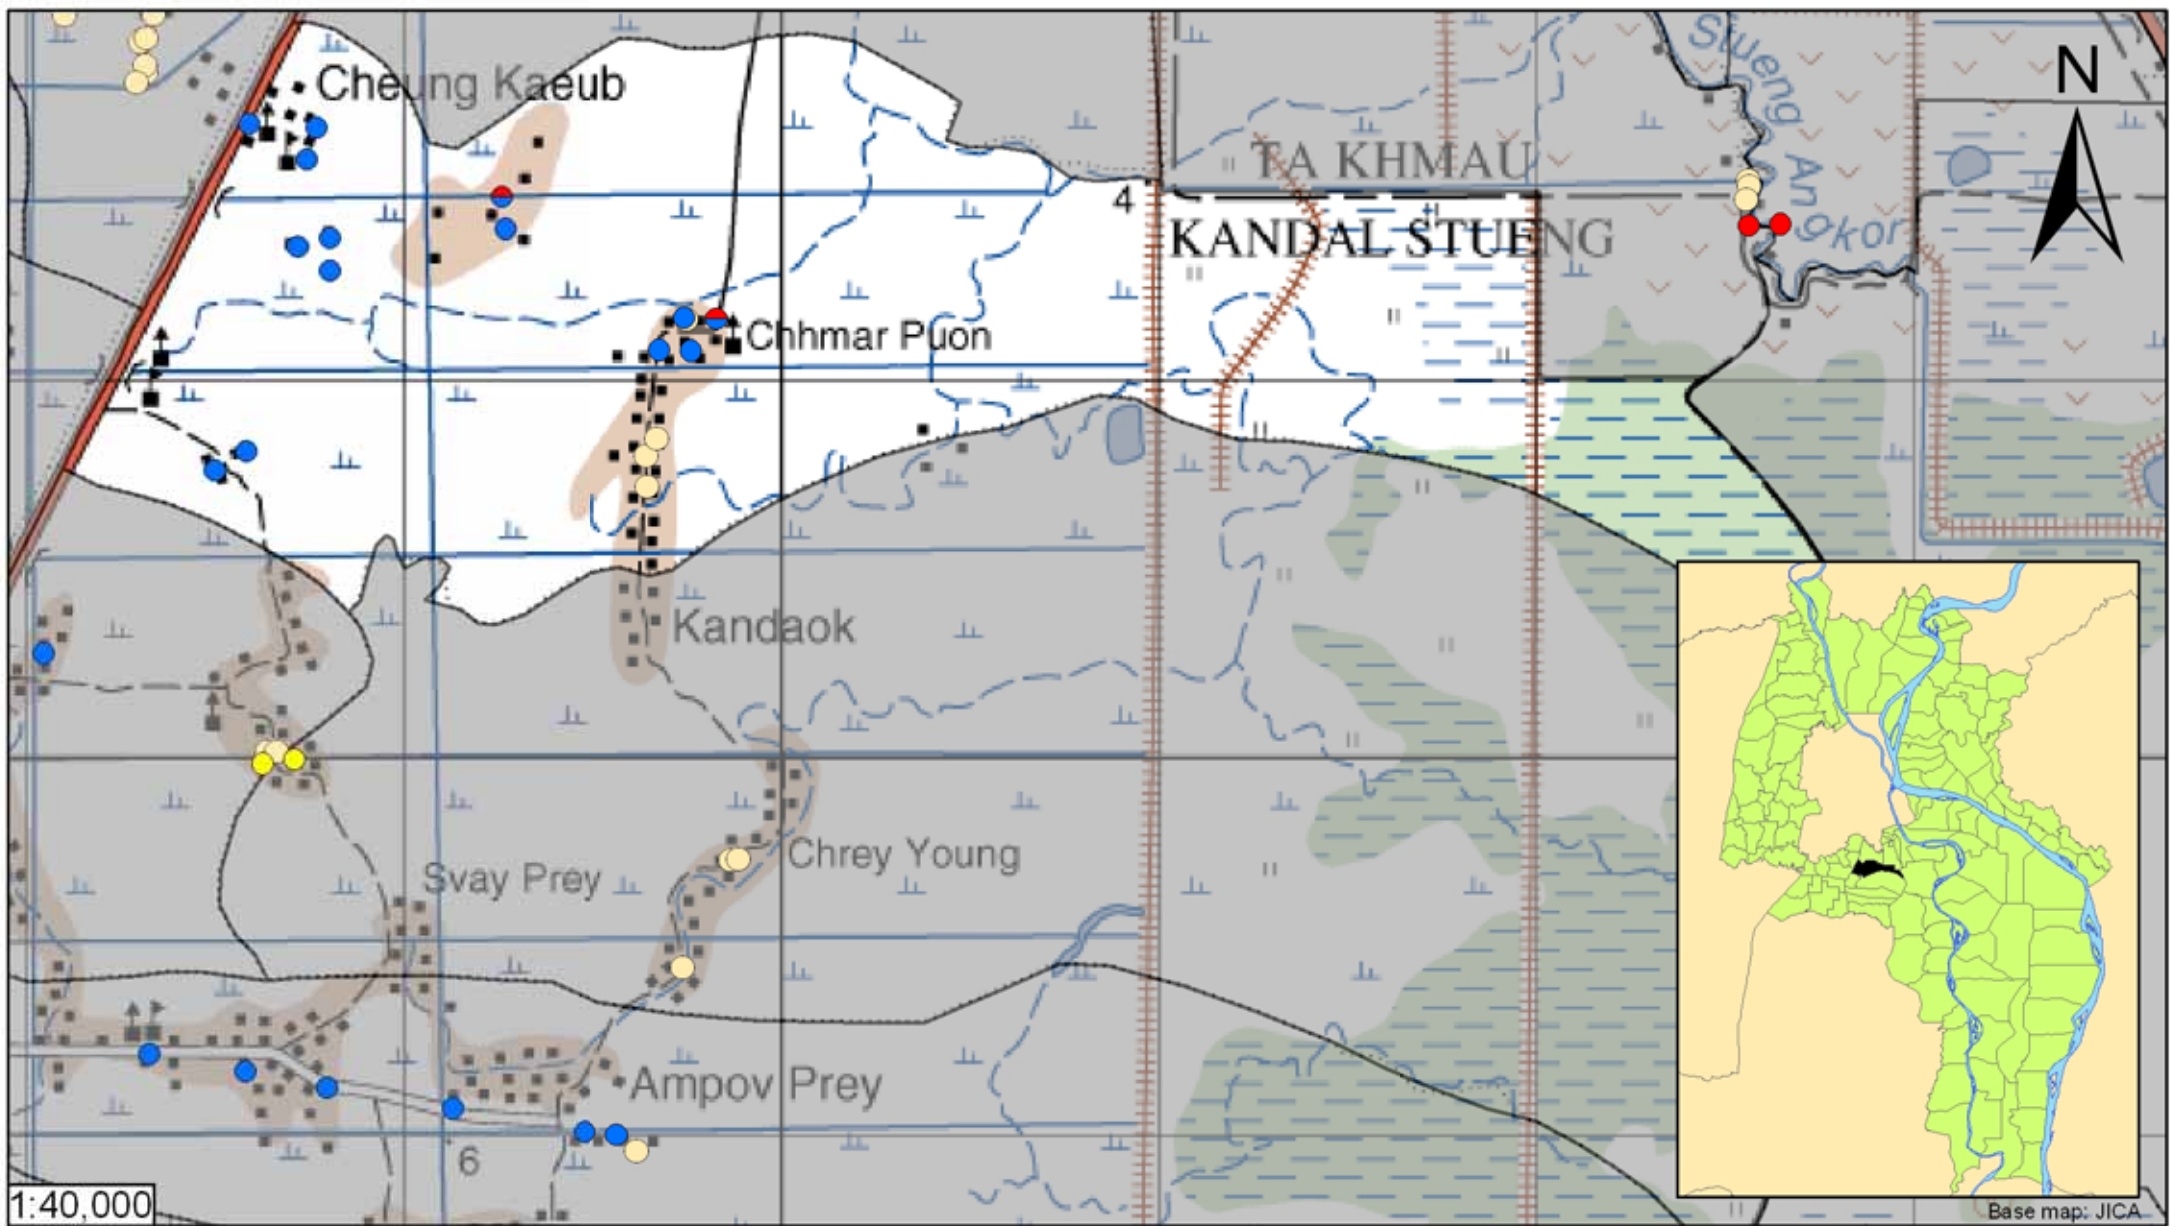 Cheung Kaeub
N
Stueng Angkor
TA KHMAU
4
KANDAL STUENG
Chhmar Puon
Kandaok
Chrey Young
Svay Prey
Ampov Prey
6
1:40,000
Base map: JICA